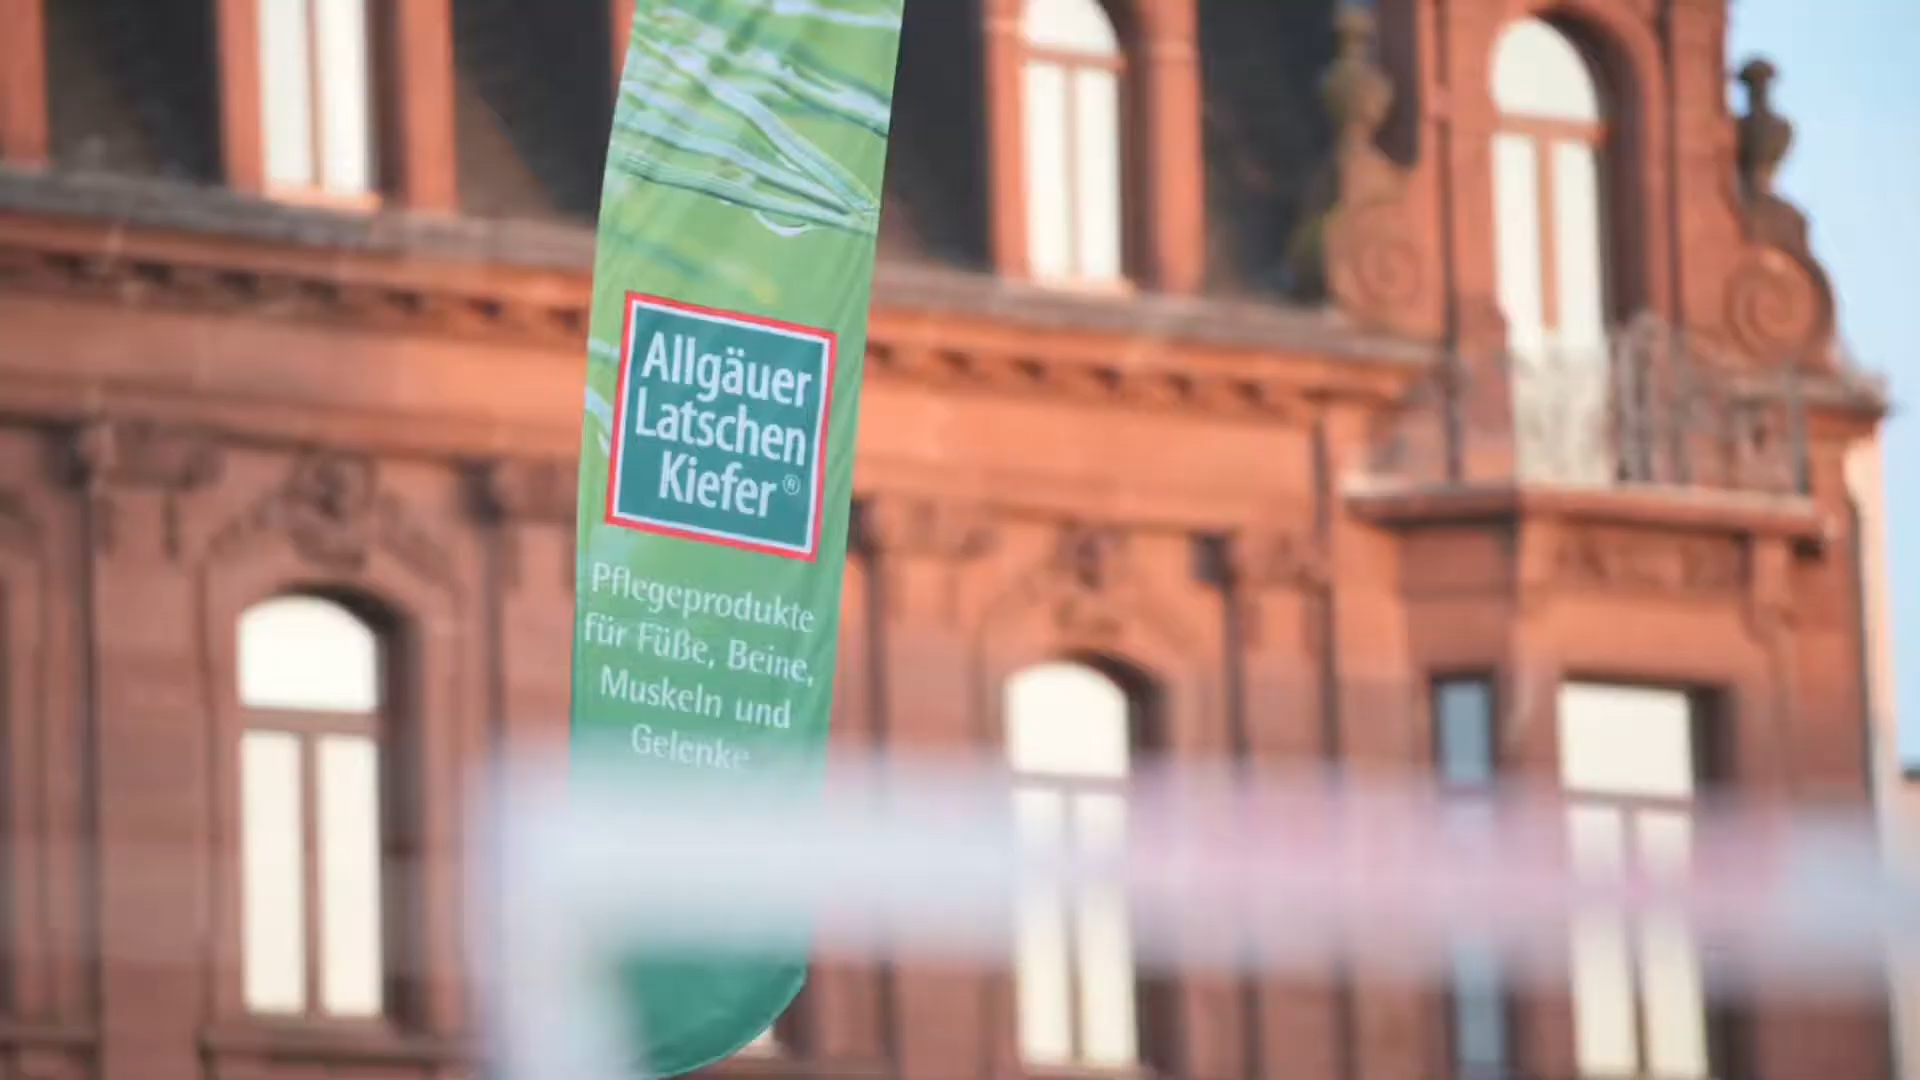 Allgäuer
Latschen
Kiefer®
Pflegeprodukte
für Füße, Beine,
Muskeln und
Gelenke